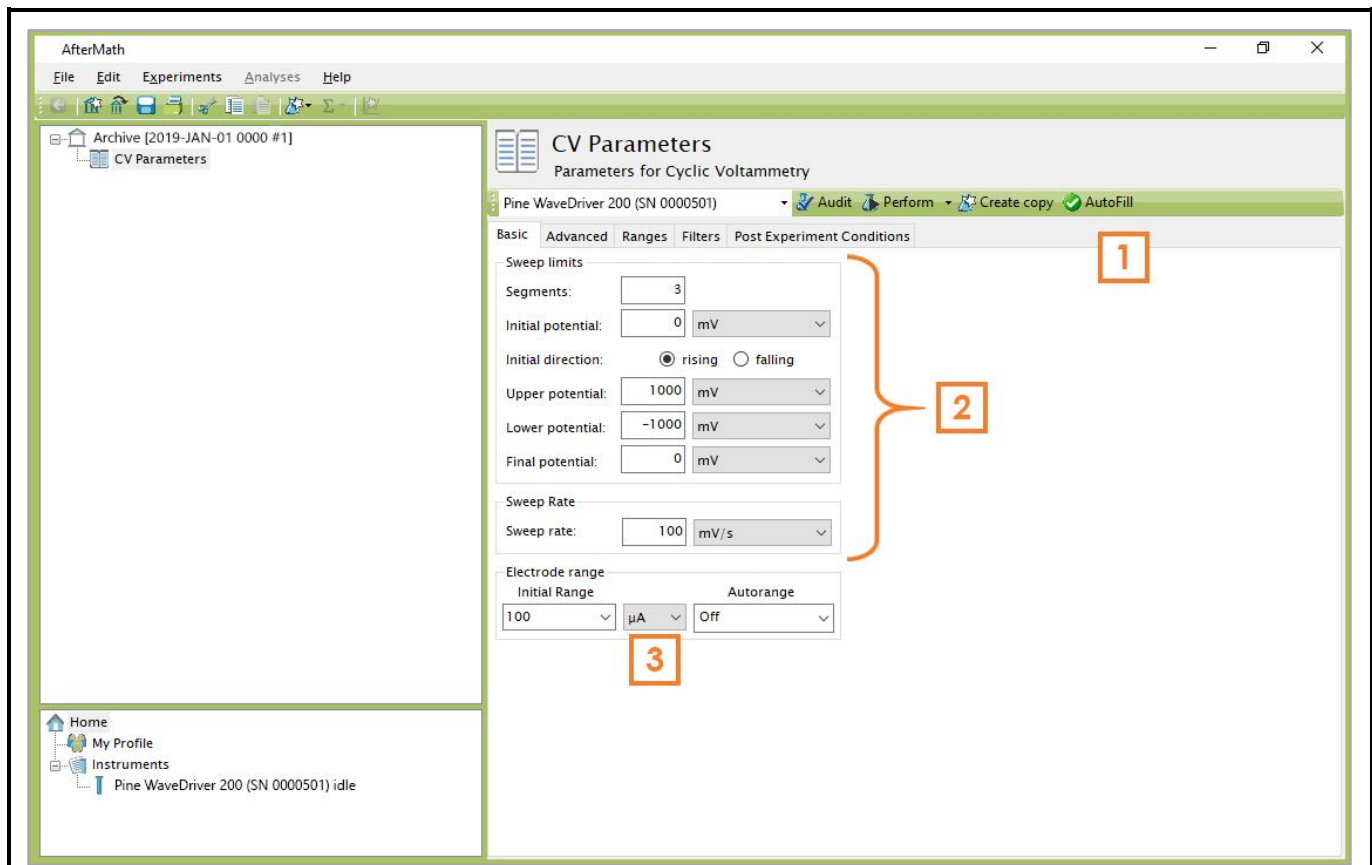 AfterMath
File Edit Experiments Analyses Help
Archive [2019-JAN-01 0000 #1]
CV Parameters
CV Parameters
Parameters for Cyclic Voltammetry
Pine WaveDriver 200 (SN 0000501) Audit Perform Create copy AutoFill
Basic Advanced Ranges Filters Post Experiment Conditions
1
Sweep limits
Segments: 3
Initial potential: 0 mV
Initial direction: rising falling
Upper potential: 1000 mV
2
Lower potential: -1000 mV
Final potential: 0 mV
Sweep Rate
Sweep rate: 100 mV/s
Electrode range
Initial Range Autorange
100 µA Off
3
Home
My Profile
Instruments
Pine WaveDriver 200 (SN 0000501) idle